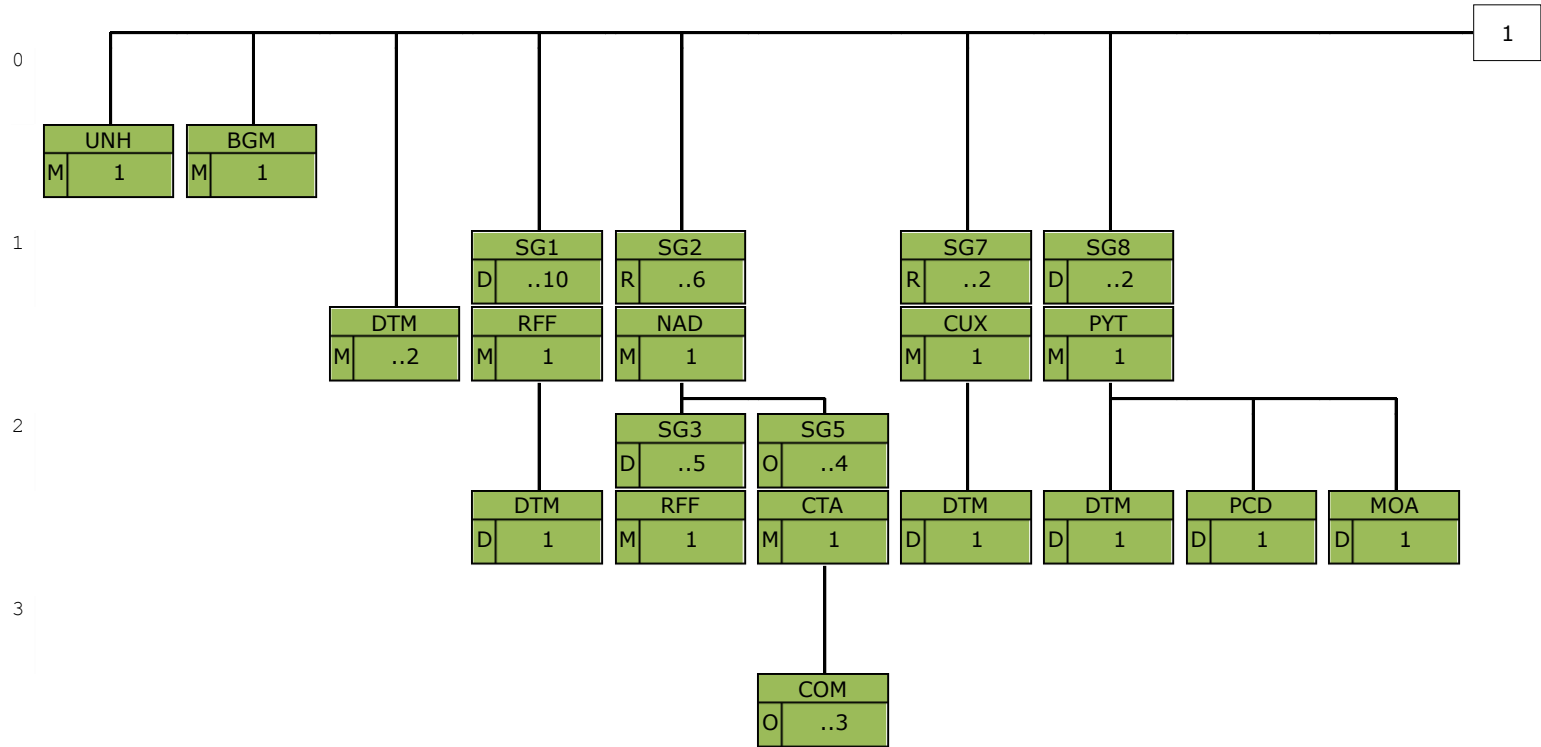 1
0
UNH BGM
M 1 M 1
1
SG1 SG2 SG7 SG8
D ..10 R ..6 R ..2 D ..2
DTM RFF NAD CUX PYT
M ..2 M 1 M 1 M 1 M 1
2
SG3 SG5
D ..5 O ..4
DTM RFF CTA DTM DTM PCD MOA
D 1 M 1 M 1 D 1 D 1 D 1 D 1
3
COM
O ..3